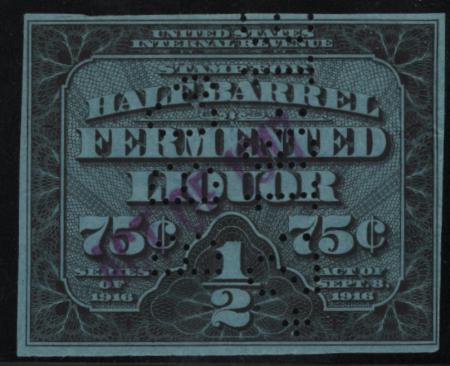 UNITED STATES
INTERNAL REVENUE
STAMP FOR
HALF BARREL
OF
FERMENTED
LIQUOR
75¢ 1/2 75¢
SERIES OF 1916
ACT OF SEPT. 8, 1916